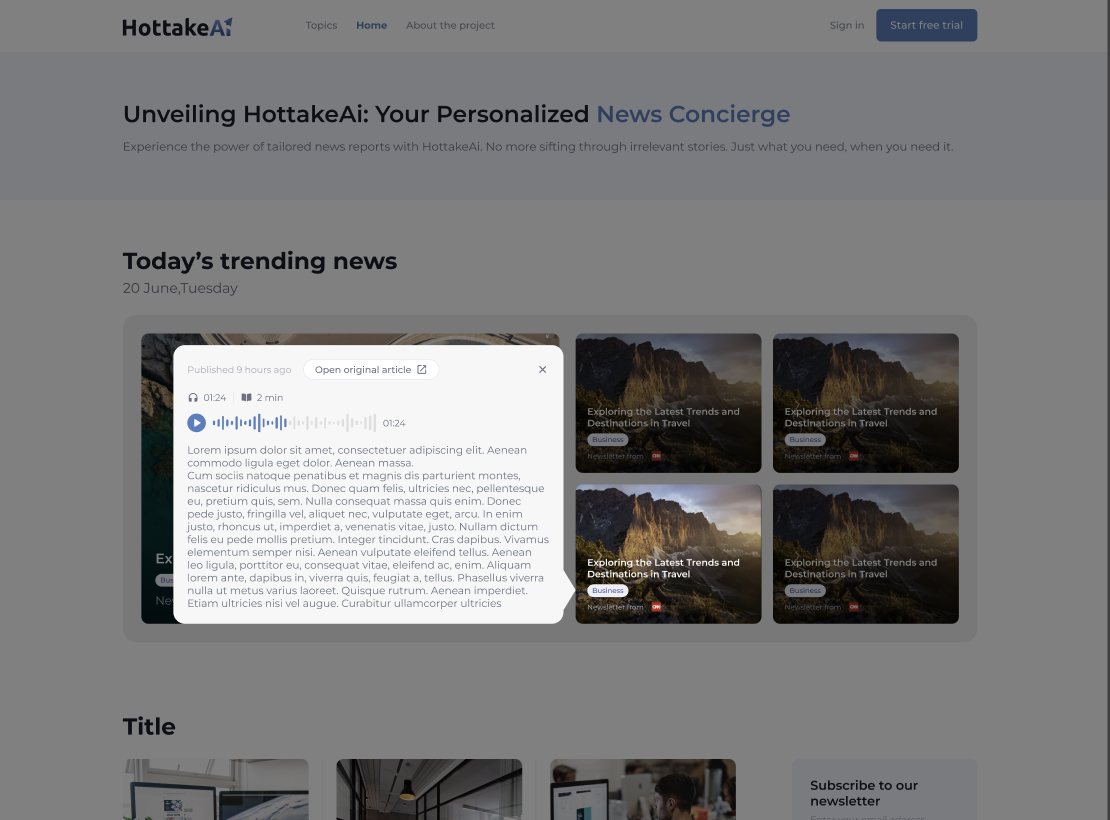 HottakeAi
Topics
Home
About the project
Sign in
Start free trial
Unveiling HottakeAi: Your Personalized News Concierge
Experience the power of tailored news reports with HottakeAi. No more sifting through irrelevant stories. Just what you need, when you need it.
Today’s trending news
20 June,Tuesday
Published 9 hours ago
Open original article
01:24
2 min
01:24
Lorem ipsum dolor sit amet, consectetuer adipiscing elit. Aenean
commodo ligula eget dolor. Aenean massa.
Cum sociis natoque penatibus et magnis dis parturient montes,
nascetur ridiculus mus. Donec quam felis, ultricies nec, pellentesque
eu, pretium quis, sem. Nulla consequat massa quis enim. Donec
pede justo, fringilla vel, aliquet nec, vulputate eget, arcu. In enim
justo, rhoncus ut, imperdiet a, venenatis vitae, justo. Nullam dictum
felis eu pede mollis pretium. Integer tincidunt. Cras dapibus. Vivamus
elementum semper nisi. Aenean vulputate eleifend tellus. Aenean
leo ligula, porttitor eu, consequat vitae, eleifend ac, enim. Aliquam
lorem ante, dapibus in, viverra quis, feugiat a, tellus. Phasellus viverra
nulla ut metus varius laoreet. Quisque rutrum. Aenean imperdiet.
Etiam ultricies nisi vel augue. Curabitur ullamcorper ultricies
Exploring the Latest Trends and
Destinations in Travel
Business
Newsletter from
CNN
Exploring the Latest Trends and
Destinations in Travel
Business
Newsletter from
CNN
Exploring the Latest Trends and
Destinations in Travel
Business
Newsletter from
CNN
Exploring the Latest Trends and
Destinations in Travel
Business
Newsletter from
CNN
Title
Subscribe to our
newsletter
Enter your email address